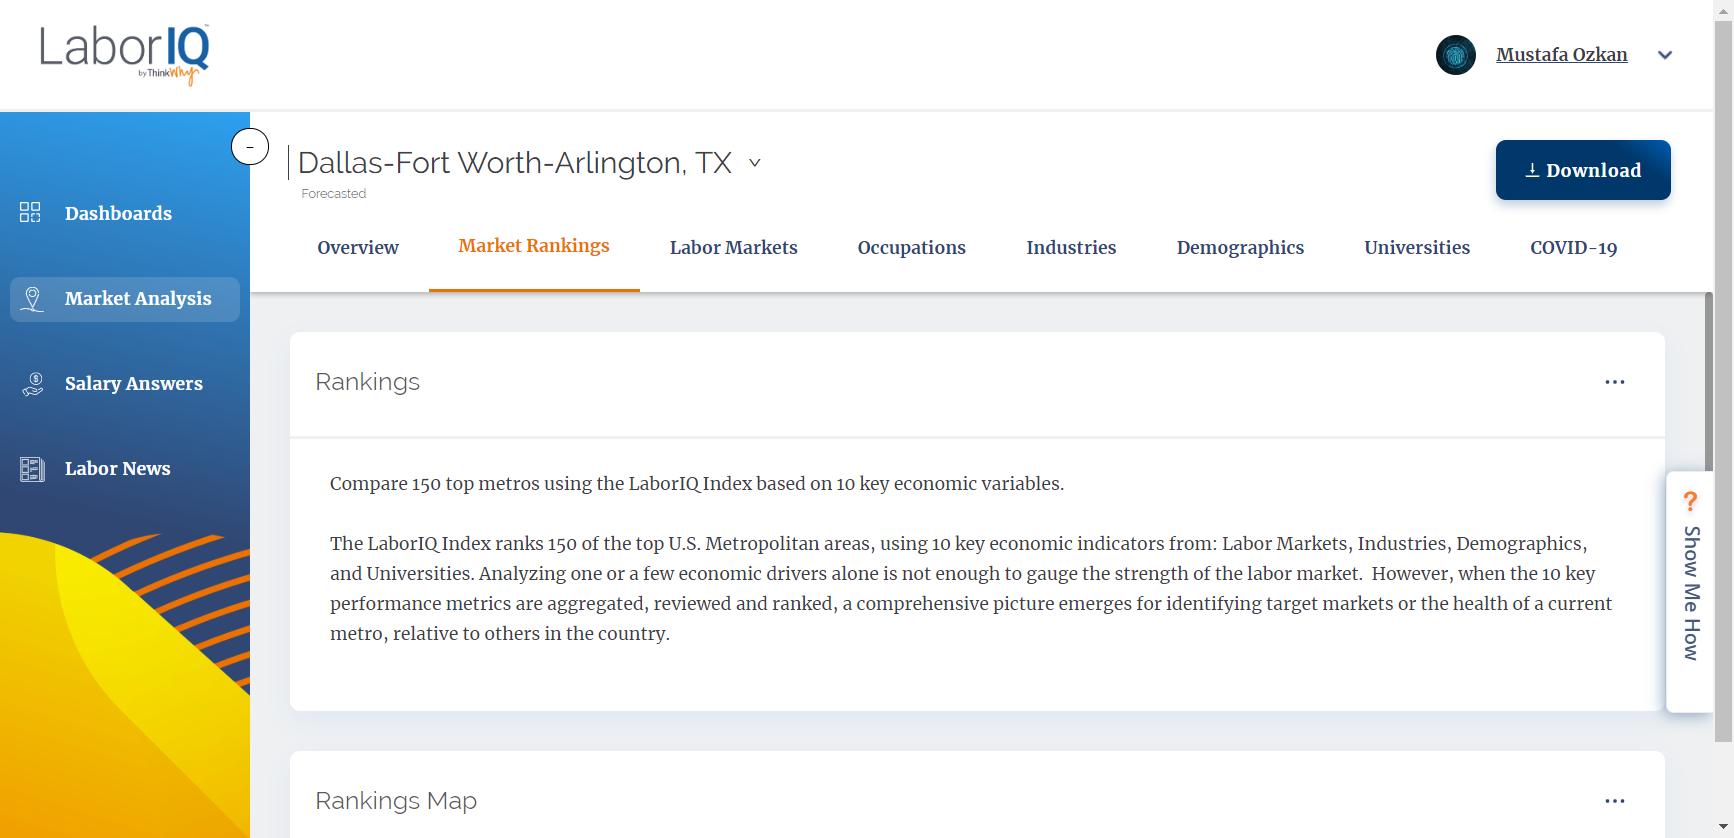 LaborIQ™
by ThinkWhy
Mustafa Ozkan
Dashboards
Market Analysis
Salary Answers
Labor News
Dallas-Fort Worth-Arlington, TX
Forecasted
Download
Overview
Market Rankings
Labor Markets
Occupations
Industries
Demographics
Universities
COVID-19
Rankings
Compare 150 top metros using the LaborIQ Index based on 10 key economic variables.
The LaborIQ Index ranks 150 of the top U.S. Metropolitan areas, using 10 key economic indicators from: Labor Markets, Industries, Demographics,
and Universities. Analyzing one or a few economic drivers alone is not enough to gauge the strength of the labor market.  However, when the 10 key
performance metrics are aggregated, reviewed and ranked, a comprehensive picture emerges for identifying target markets or the health of a current
metro, relative to others in the country.
? Show Me How
Rankings Map